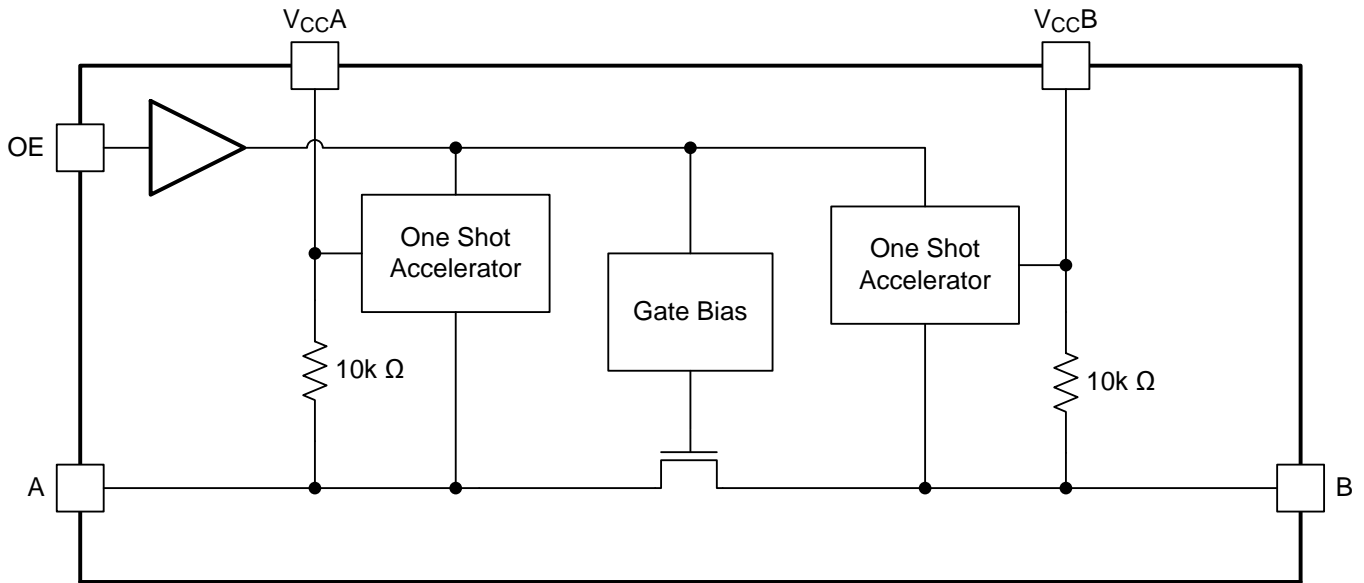 VCCA
VCCB
OE
One Shot
Accelerator
One Shot
Accelerator
Gate Bias
10k Ω
10k Ω
A
B